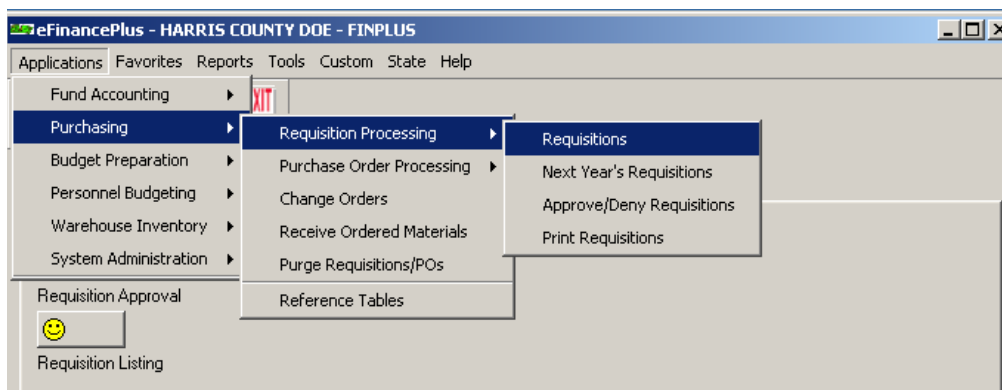 eFinancePlus - HARRIS COUNTY DOE - FINPLUS
Applications Favorites Reports Tools Custom State Help
Fund Accounting
EXIT
Purchasing
Budget Preparation
Personnel Budgeting
Warehouse Inventory
System Administration
Requisition Processing
Purchase Order Processing
Change Orders
Receive Ordered Materials
Purge Requisitions/POs
Reference Tables
Requisitions
Next Year's Requisitions
Approve/Deny Requisitions
Print Requisitions
Requisition Approval
Requisition Listing